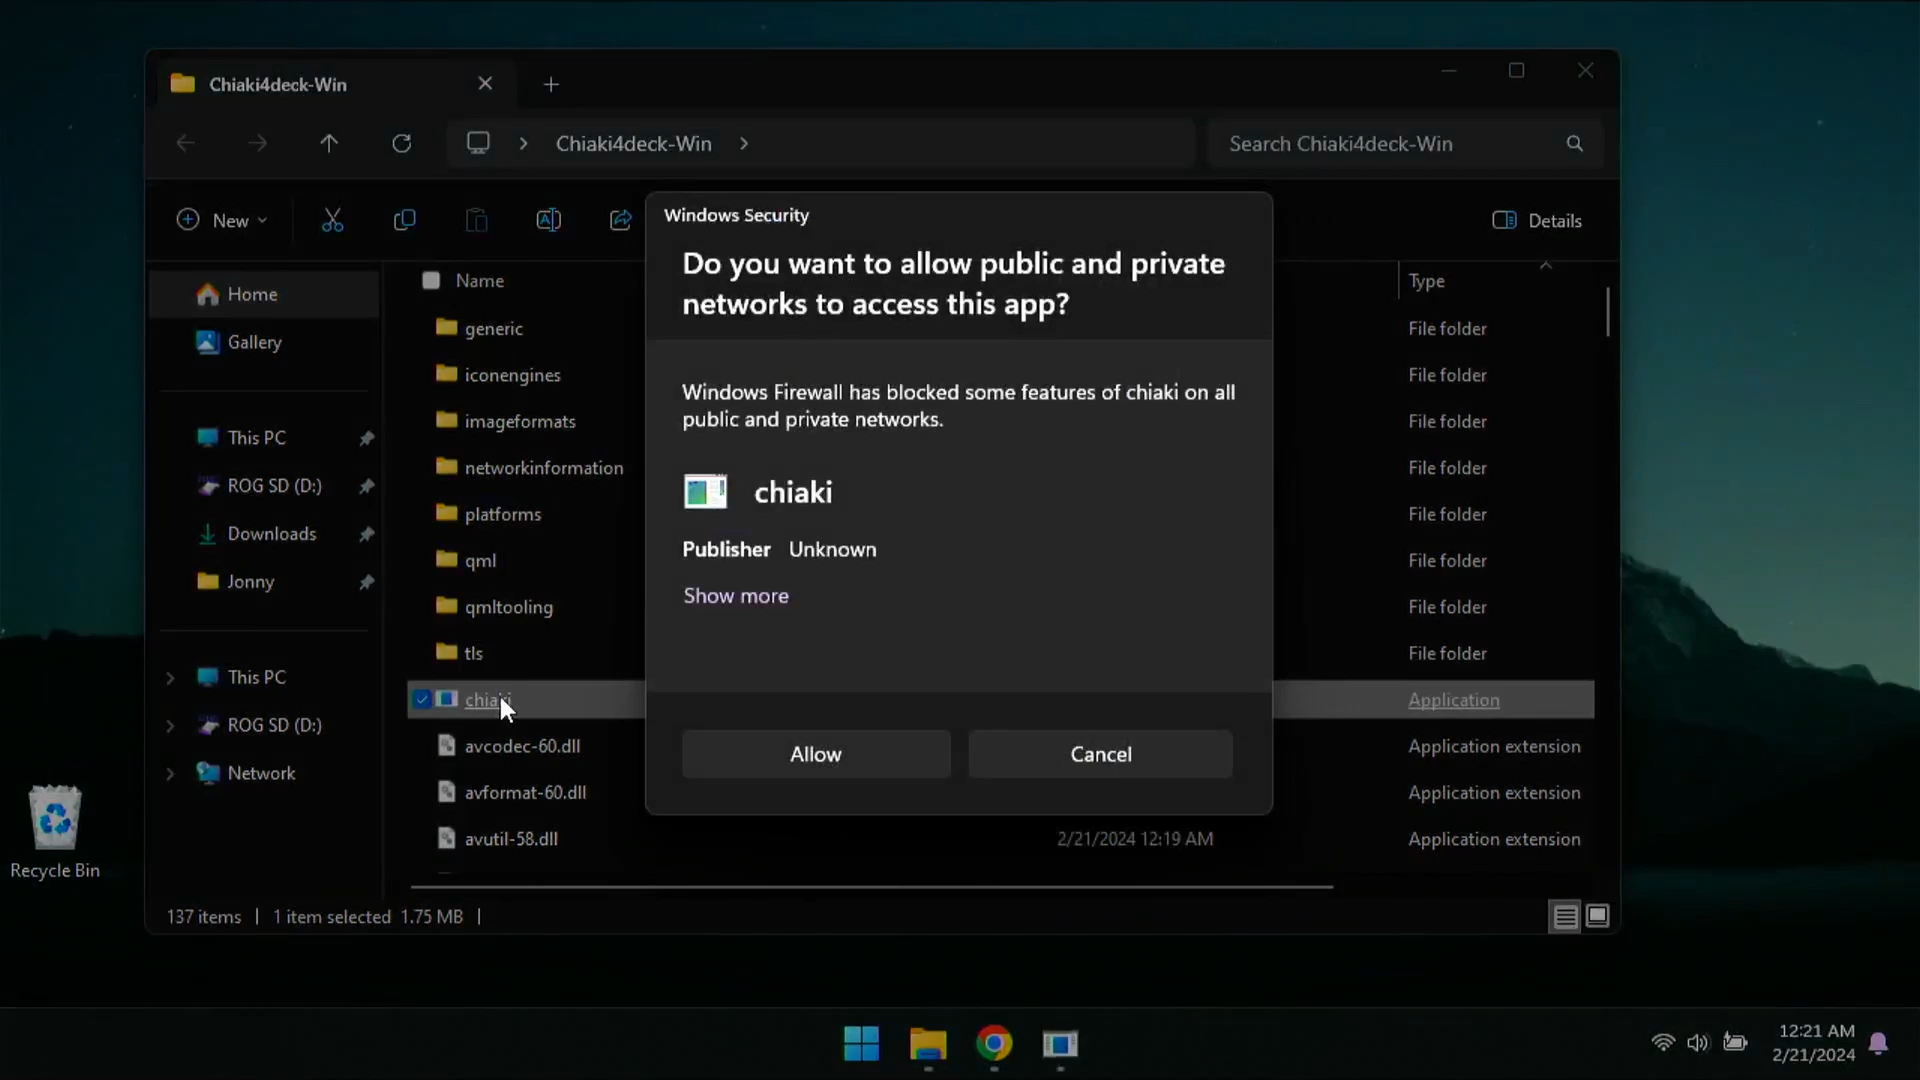 Chiaki4deck-Win
Chiaki4deck-Win
Search Chiaki4deck-Win
New
Details
Windows Security
Do you want to allow public and private
networks to access this app?
Windows Firewall has blocked some features of chiaki on all
public and private networks.
chiaki
Publisher Unknown
Show more
Allow
Cancel
Home
Gallery
This PC
ROG SD (D:)
Downloads
Jonny
This PC
ROG SD (D:)
Network
Name
Type
generic
File folder
iconengines
File folder
imageformats
File folder
networkinformation
File folder
platforms
File folder
qml
File folder
qmltooling
File folder
tls
File folder
chiaki
Application
avcodec-60.dll
Application extension
avformat-60.dll
Application extension
avutil-58.dll
2/21/2024 12:19 AM
Application extension
137 items
1 item selected 1.75 MB
Recycle Bin
12:21 AM
2/21/2024